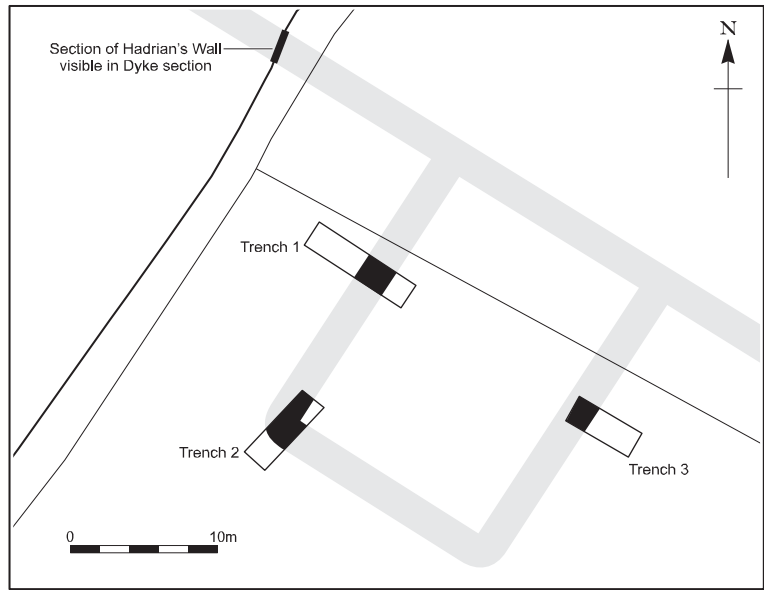 Section of Hadrian's Wall
visible in Dyke section
N
Trench 1
Trench 2
Trench 3
0
10m